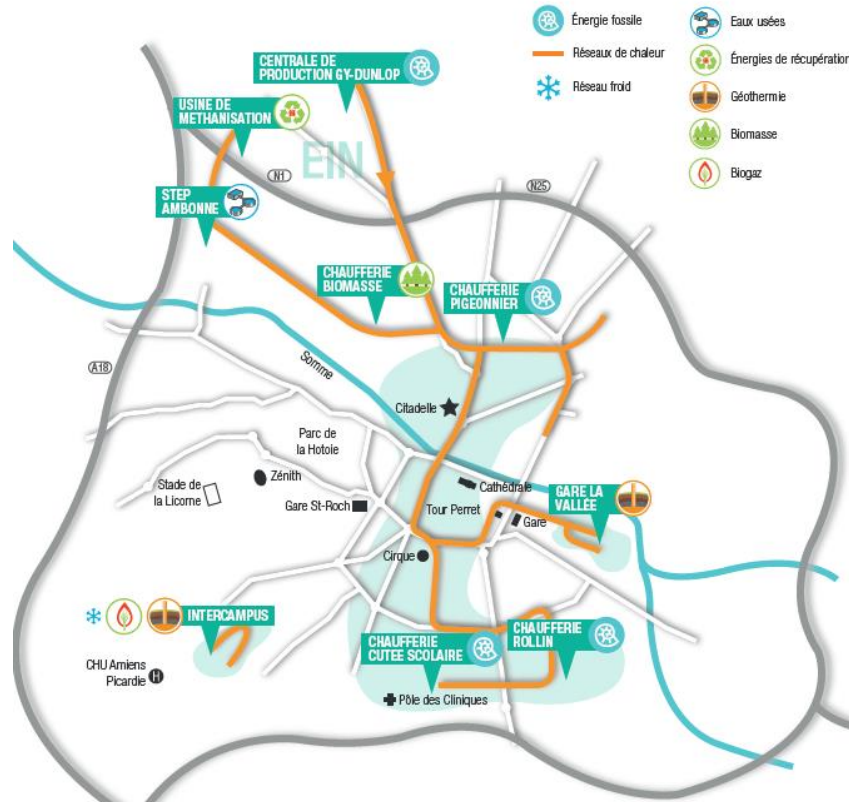 Énergie fossile
Eaux usées
Réseaux de chaleur
Énergies de récupération
Réseau froid
Géothermie
Biomasse
Biogaz
CENTRALE DE
PRODUCTION GY-DUNLOP
USINE DE
METHANISATION
EIN
N1
N25
STEP
AMBONNE
CHAUFFERIE
BIOMASSE
CHAUFFERIE
PIGEONNIER
A18
Somme
Citadelle
Parc de
la Hotoie
Zénith
Stade de
la Licorne
Gare St-Roch
Cathédrale
Tour Perret
Gare
GARE LA
VALLÉE
Cirque
INTERCAMPUS
CHAUFFERIE
CUTEE SCOLAIRE
CHAUFFERIE
ROLLIN
CHU Amiens
Picardie
H
Pôle des Cliniques